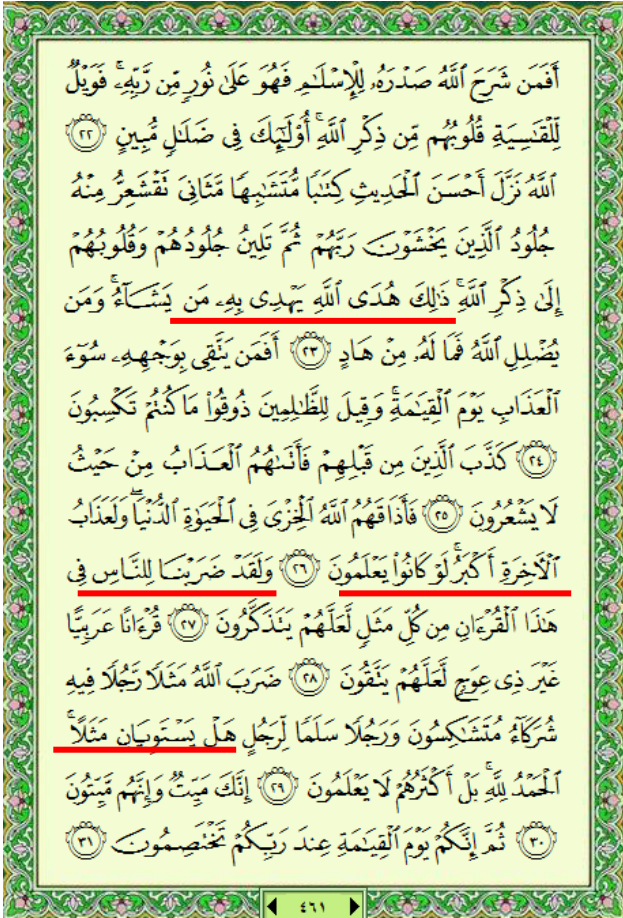 أَفَمَن شَرَحَ ٱللَّهُ صَدْرَهُۥ لِلْإِسْلَٰمِ فَهُوَ عَلَىٰ نُورٍ مِّن رَّبِّهِۦ ۚ فَوَيْلٌ
لِّلْقَٰسِيَةِ قُلُوبُهُم مِّن ذِكْرِ ٱللَّهِ ۚ أُو۟لَٰٓئِكَ فِى ضَلَٰلٍ مُّبِينٍ ٢٢
ٱللَّهُ نَزَّلَ أَحْسَنَ ٱلْحَدِيثِ كِتَٰبًا مُّتَشَٰبِهًا مَّثَانِىَ تَقْشَعِرُّ مِنْهُ
جُلُودُ ٱلَّذِينَ يَخْشَوْنَ رَبَّهُمْ ثُمَّ تَلِينُ جُلُودُهُمْ وَقُلُوبُهُمْ
إِلَىٰ ذِكْرِ ٱللَّهِ ۚ ذَٰلِكَ هُدَى ٱللَّهِ يَهْدِى بِهِۦ مَن يَشَآءُ ۚ وَمَن
يُضْلِلِ ٱللَّهُ فَمَا لَهُۥ مِنْ هَادٍ ٢٣ أَفَمَن يَتَّقِى بِوَجْهِهِۦ سُوٓءَ
ٱلْعَذَابِ يَوْمَ ٱلْقِيَٰمَةِ ۚ وَقِيلَ لِلظَّٰلِمِينَ ذُوقُوا۟ مَا كُنتُمْ تَكْسِبُونَ
٢٤ كَذَّبَ ٱلَّذِينَ مِن قَبْلِهِمْ فَأَتَىٰهُمُ ٱلْعَذَابُ مِنْ حَيْثُ
لَا يَشْعُرُونَ ٢٥ فَأَذَاقَهُمُ ٱللَّهُ ٱلْخِزْىَ فِى ٱلْحَيَوٰةِ ٱلدُّنْيَا ۖ وَلَعَذَابُ
ٱلْءَاخِرَةِ أَكْبَرُ ۚ لَوْ كَانُوا۟ يَعْلَمُونَ ٢٦ وَلَقَدْ ضَرَبْنَا لِلنَّاسِ فِى
هَٰذَا ٱلْقُرْءَانِ مِن كُلِّ مَثَلٍ لَّعَلَّهُمْ يَتَذَكَّرُونَ ٢٧ قُرْءَانًا عَرَبِيًّا
غَيْرَ ذِى عِوَجٍ لَّعَلَّهُمْ يَتَّقُونَ ٢٨ ضَرَبَ ٱللَّهُ مَثَلًا رَّجُلًا فِيهِ
شُرَكَآءُ مُتَشَٰكِسُونَ وَرَجُلًا سَلَمًا لِّرَجُلٍ هَلْ يَسْتَوِيَانِ مَثَلًا ۚ
ٱلْحَمْدُ لِلَّهِ ۚ بَلْ أَكْثَرُهُمْ لَا يَعْلَمُونَ ٢٩ إِنَّكَ مَيِّتٌ وَإِنَّهُم مَّيِّتُونَ
٣٠ ثُمَّ إِنَّكُمْ يَوْمَ ٱلْقِيَٰمَةِ عِندَ رَبِّكُمْ تَخْتَصِمُونَ ٣١
٤٦١